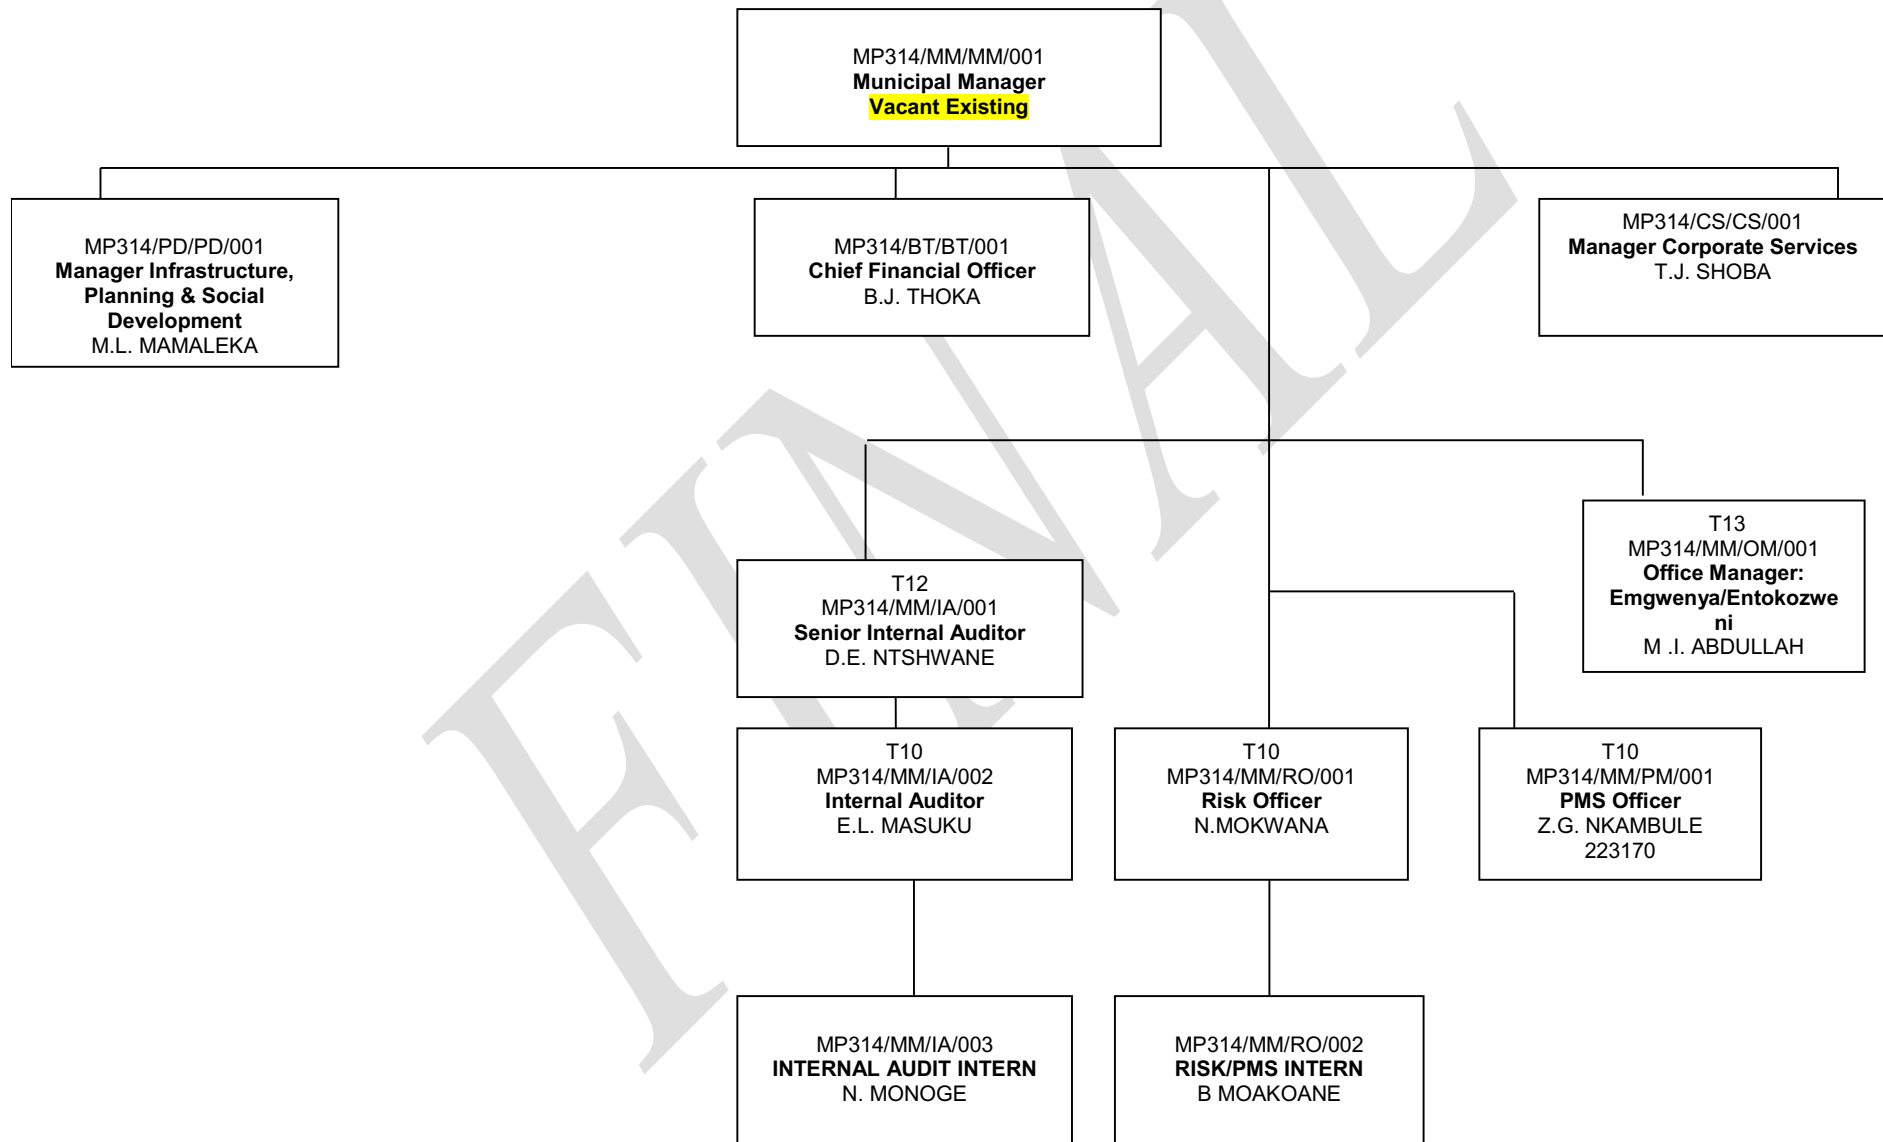 MP314/MM/MM/001
Municipal Manager
Vacant Existing
MP314/PD/PD/001
Manager Infrastructure,
Planning & Social
Development
M.L. MAMALEKA
MP314/BT/BT/001
Chief Financial Officer
B.J. THOKA
MP314/CS/CS/001
Manager Corporate Services
T.J. SHOBA
T13
MP314/MM/OM/001
Office Manager:
Emgwenya/Entokozwe
ni
M .I. ABDULLAH
T12
MP314/MM/IA/001
Senior Internal Auditor
D.E. NTSHWANE
T10
MP314/MM/IA/002
Internal Auditor
E.L. MASUKU
T10
MP314/MM/RO/001
Risk Officer
N.MOKWANA
T10
MP314/MM/PM/001
PMS Officer
Z.G. NKAMBULE
223170
MP314/MM/IA/003
INTERNAL AUDIT INTERN
N. MONOGE
MP314/MM/RO/002
RISK/PMS INTERN
B MOAKOANE
FINAL